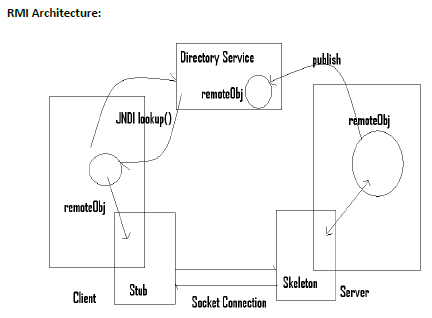 RMI Architecture:
Directory Service
publish
remoteObj
remoteObj
JNDI lookup()
remoteObj
Skeleton
Stub
Server
Client
Socket Connection